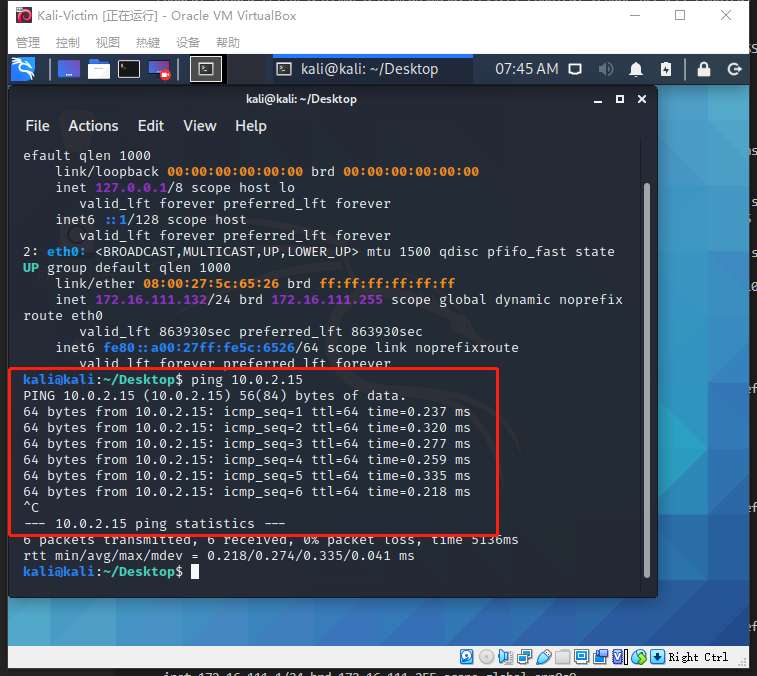 Kali-Victim [正在运行] - Oracle VM VirtualBox
管理 控制 视图 热键 设备 帮助
kali@kali: ~/Desktop 07:45 AM
kali@kali: ~/Desktop
File Actions Edit View Help
efault qlen 1000
link/loopback 00:00:00:00:00:00 brd 00:00:00:00:00:00
inet 127.0.0.1/8 scope host lo
valid_lft forever preferred_lft forever
inet6 ::1/128 scope host
valid_lft forever preferred_lft forever
2: eth0: <BROADCAST,MULTICAST,UP,LOWER_UP> mtu 1500 qdisc pfifo_fast state
UP group default qlen 1000
link/ether 08:00:27:5c:65:26 brd ff:ff:ff:ff:ff:ff
inet 172.16.111.132/24 brd 172.16.111.255 scope global dynamic noprefix
route eth0
valid_lft 863930sec preferred_lft 863930sec
inet6 fe80::a00:27ff:fe5c:6526/64 scope link noprefixroute
valid_lft forever preferred_lft forever
kali@kali:~/Desktop$ ping 10.0.2.15
PING 10.0.2.15 (10.0.2.15) 56(84) bytes of data.
64 bytes from 10.0.2.15: icmp_seq=1 ttl=64 time=0.237 ms
64 bytes from 10.0.2.15: icmp_seq=2 ttl=64 time=0.320 ms
64 bytes from 10.0.2.15: icmp_seq=3 ttl=64 time=0.277 ms
64 bytes from 10.0.2.15: icmp_seq=4 ttl=64 time=0.259 ms
64 bytes from 10.0.2.15: icmp_seq=5 ttl=64 time=0.335 ms
64 bytes from 10.0.2.15: icmp_seq=6 ttl=64 time=0.218 ms
^C
--- 10.0.2.15 ping statistics ---
6 packets transmitted, 6 received, 0% packet loss, time 5136ms
rtt min/avg/max/mdev = 0.218/0.274/0.335/0.041 ms
kali@kali:~/Desktop$
Right Ctrl